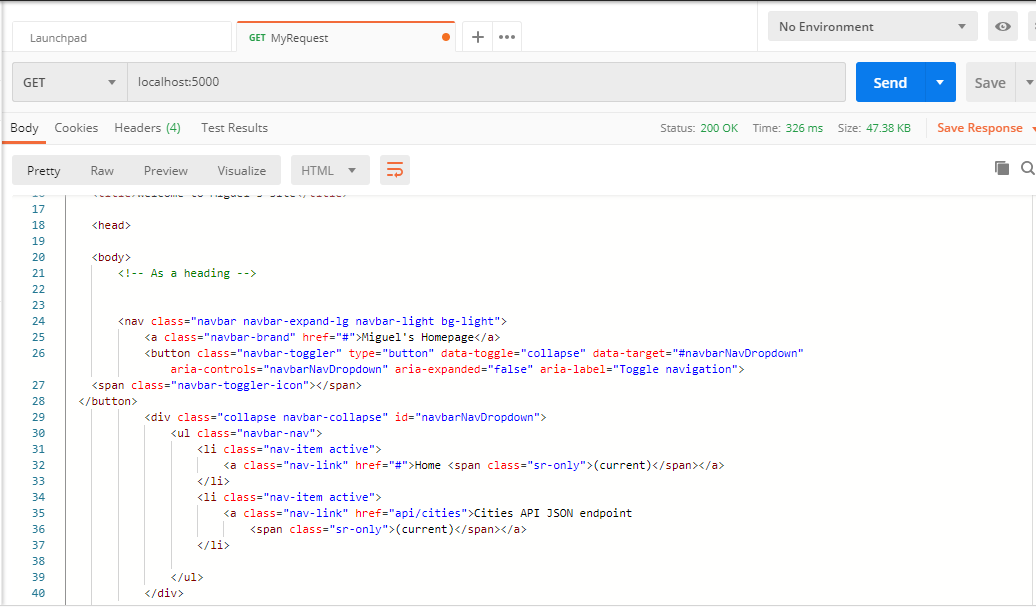 Launchpad
GET MyRequest
No Environment
GET
localhost:5000
Send
Save
Body
Cookies
Headers (4)
Test Results
Status: 200 OK
Time: 326 ms
Size: 47.38 KB
Save Response
Pretty
Raw
Preview
Visualize
HTML
16 <title>Welcome to Miguel's Site</title>
17
18 <head>
19
20 <body>
21 <!-- As a heading -->
22
23
24 <nav class="navbar navbar-expand-lg navbar-light bg-light">
25 <a class="navbar-brand" href="#">Miguel's Homepage</a>
26 <button class="navbar-toggler" type="button" data-toggle="collapse" data-target="#navbarNavDropdown"
aria-controls="navbarNavDropdown" aria-expanded="false" aria-label="Toggle navigation">
27 <span class="navbar-toggler-icon"></span>
28 </button>
29 <div class="collapse navbar-collapse" id="navbarNavDropdown">
30 <ul class="navbar-nav">
31 <li class="nav-item active">
32 <a class="nav-link" href="#">Home <span class="sr-only">(current)</span></a>
33 </li>
34 <li class="nav-item active">
35 <a class="nav-link" href="api/cities">Cities API JSON endpoint
36 <span class="sr-only">(current)</span></a>
37 </li>
38
39 </ul>
40 </div>